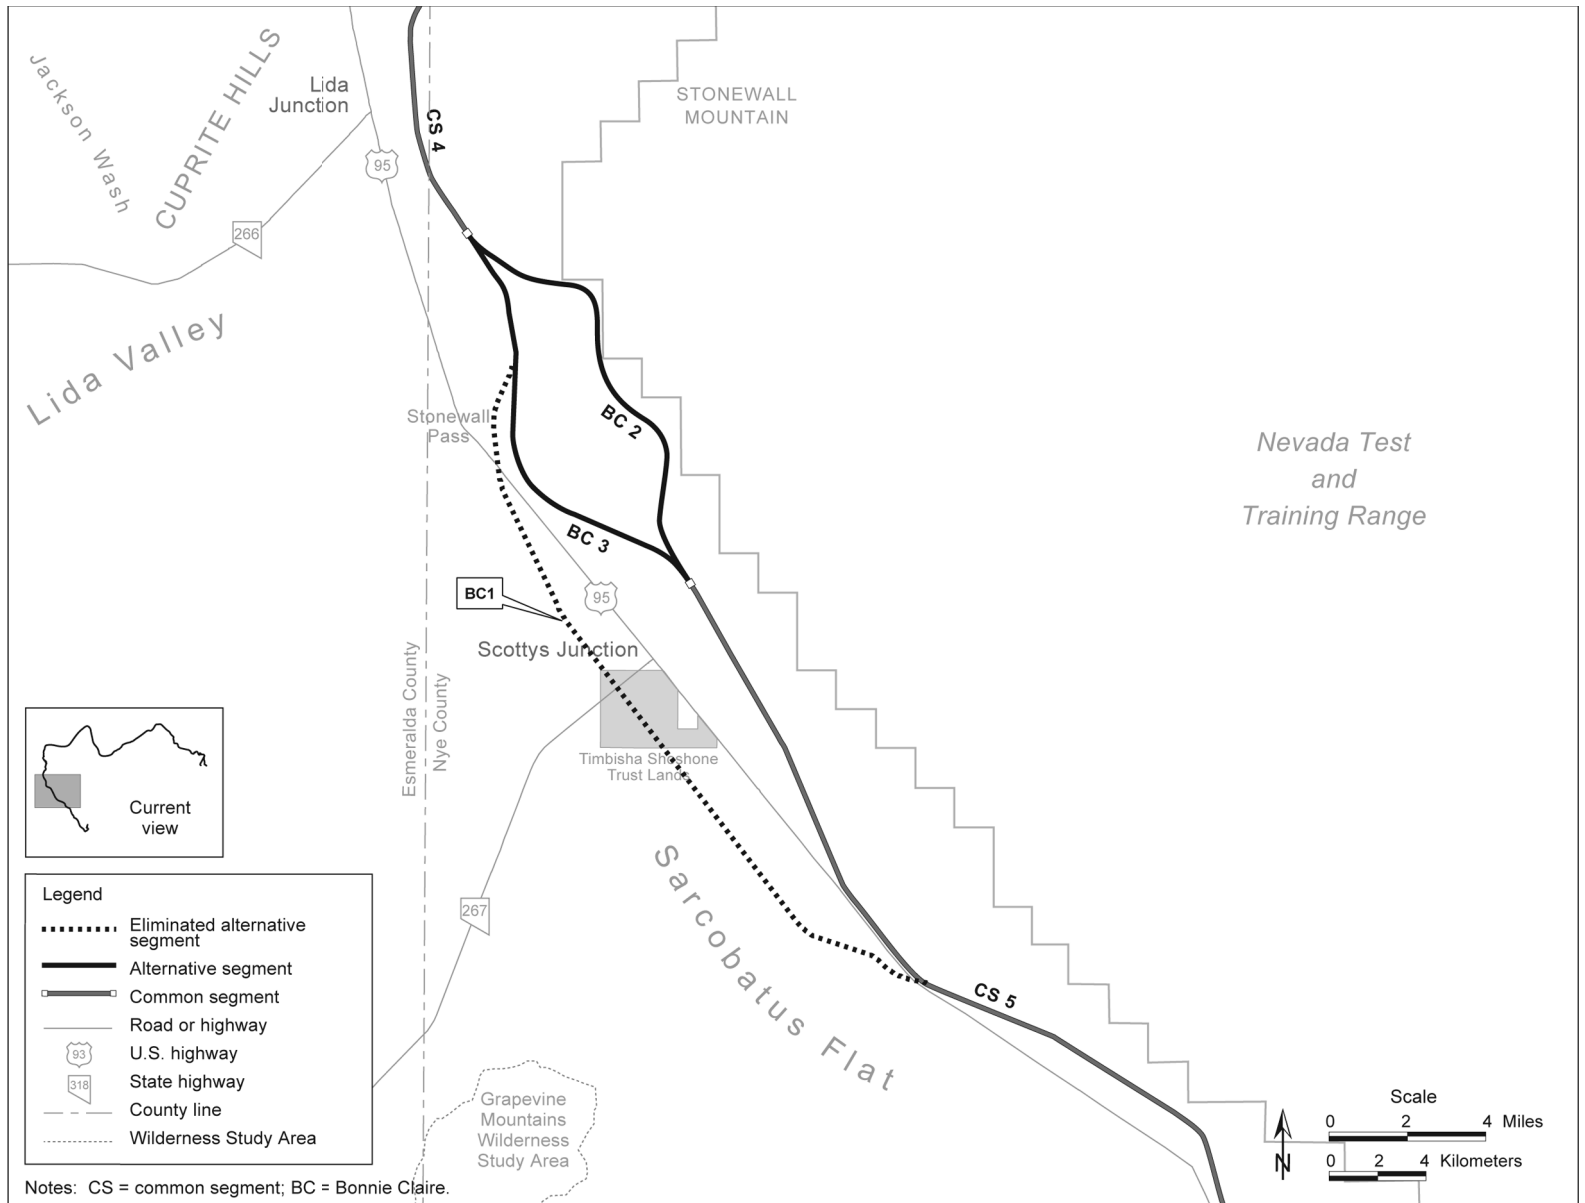 Jackson Wash
CUPRITE HILLS
Lida
Junction
95
266
CS 4
STONEWALL
MOUNTAIN
Lida Valley
Stonewall
Pass
BC 2
BC 3
Nevada Test
and
Training Range
BC1
95
Scottys Junction
Esmeralda County
Nye County
Timbisha Shoshone
Trust Lands
Current
view
267
Sarcobatus Flat
CS 5
Legend
Eliminated alternative
segment
Alternative segment
Common segment
Road or highway
93
U.S. highway
318
State highway
County line
Wilderness Study Area
Grapevine
Mountains
Wilderness
Study Area
Scale
0 2 4 Miles
0 2 4 Kilometers
N
Notes: CS = common segment; BC = Bonnie Claire.